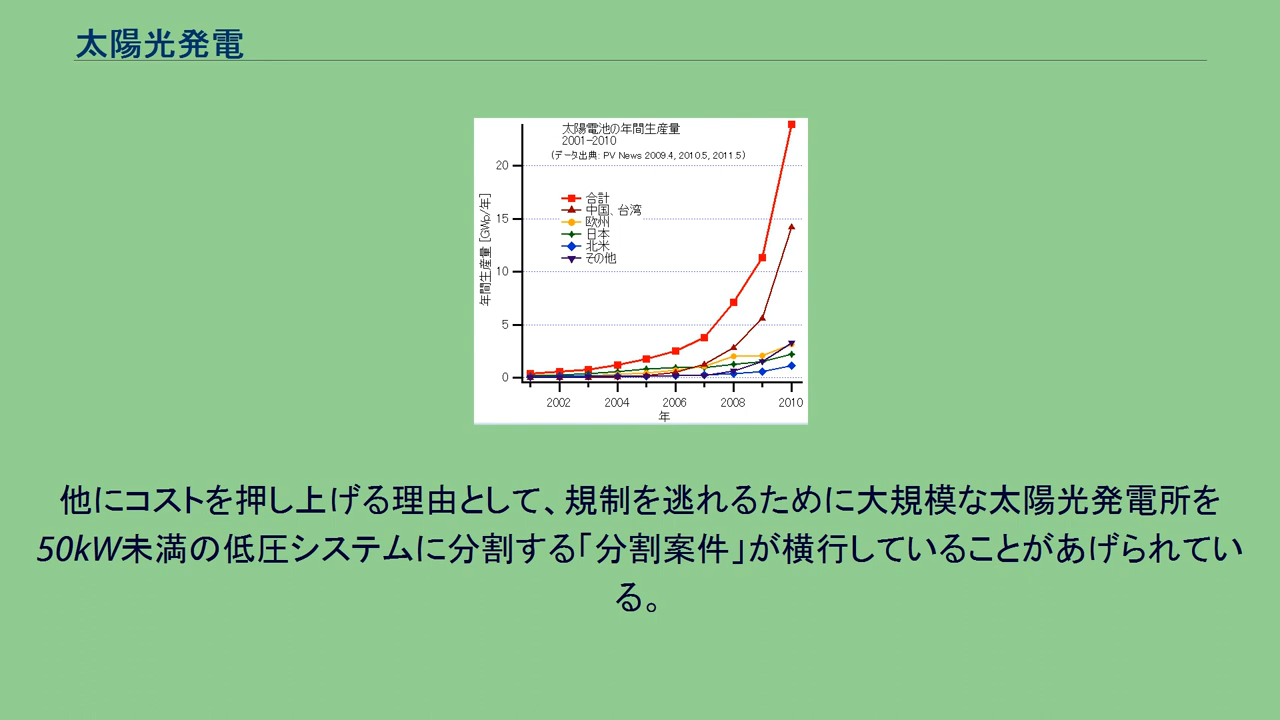 太陽光発電
太陽電池の年間生産量
2001-2010
(データ出典: PV News 2009.4, 2010.5, 2011.5)
合計
中国、台湾
欧州
日本
北米
その他
年間生産量 [GWp/年]
20
15
10
5
0
2002 2004 2006 2008 2010
年
他にコストを押し上げる理由として、規制を逃れるために大規模な太陽光発電所を
50kW未満の低圧システムに分割する「分割案件」が横行していることがあげられてい
る。